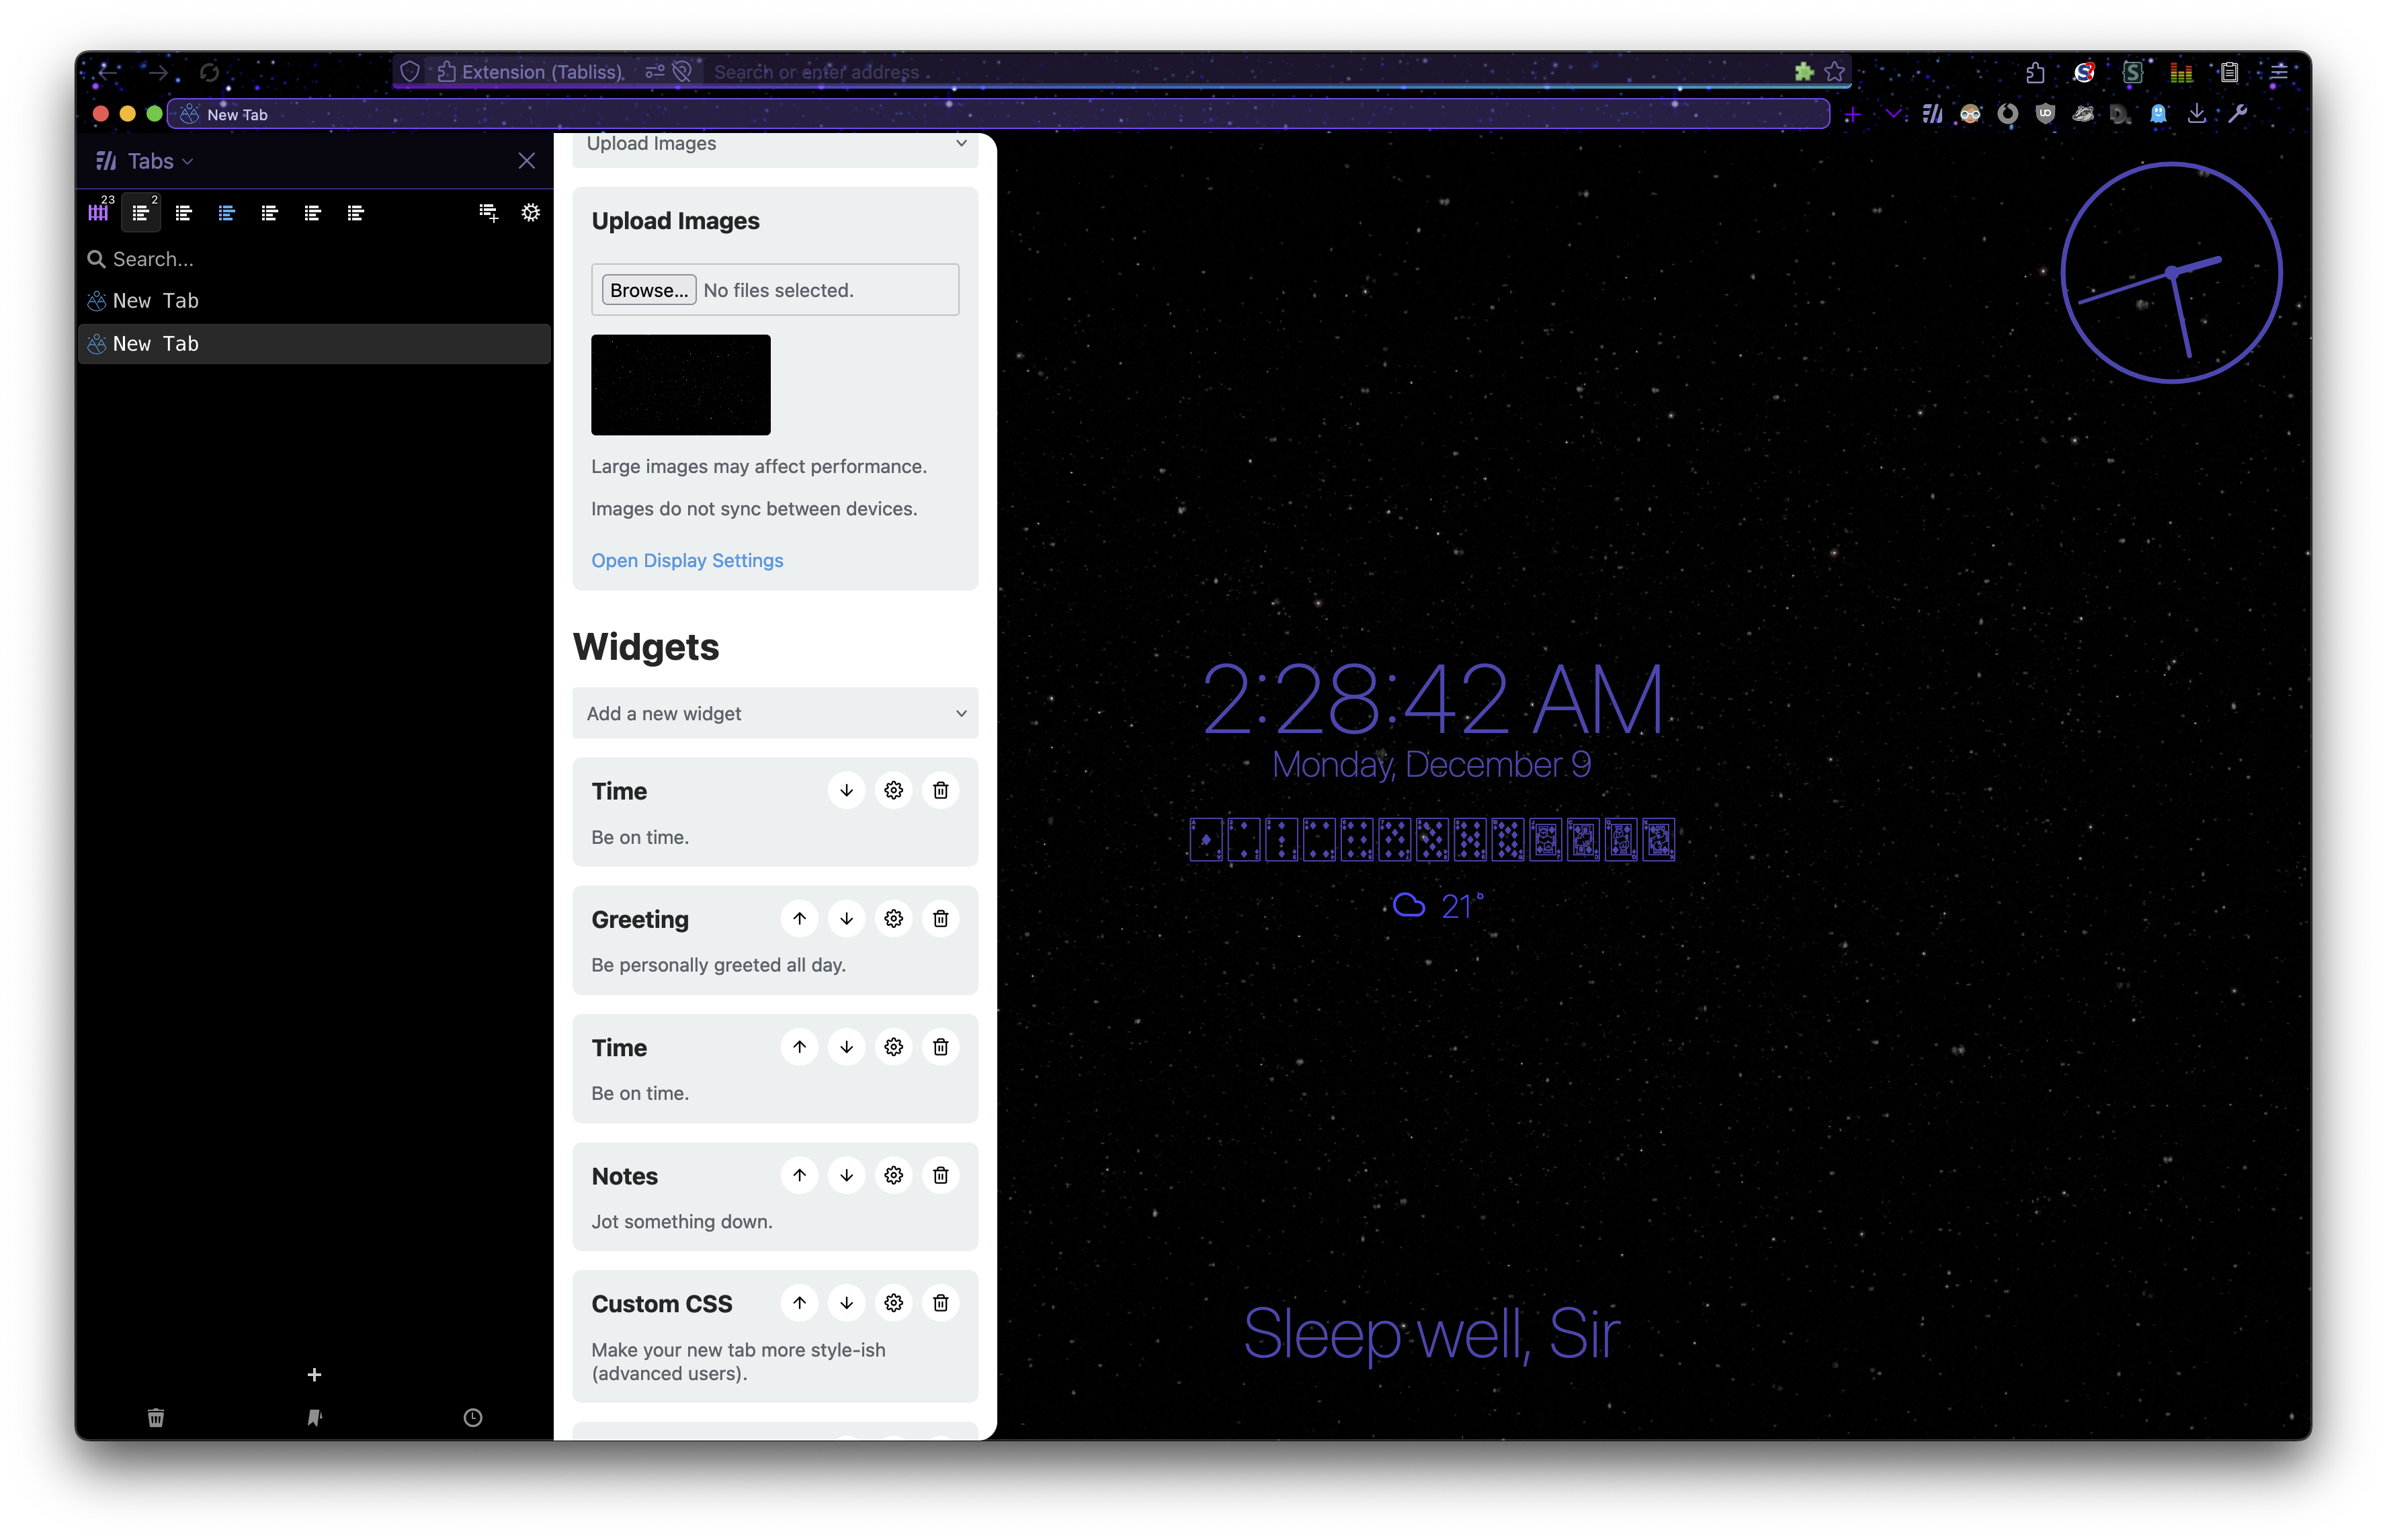 Extension (Tabliss)
Search or enter address
New Tab
Tabs
23
2
Search...
New Tab
New Tab
Upload Images
Upload Images
Browse... No files selected.
Large images may affect performance.
Images do not sync between devices.
Open Display Settings
Widgets
Add a new widget
Time
Be on time.
Greeting
Be personally greeted all day.
Time
Be on time.
Notes
Jot something down.
Custom CSS
Make your new tab more style-ish
(advanced users).
2:28:42 AM
Monday, December 9
21°
Sleep well, Sir